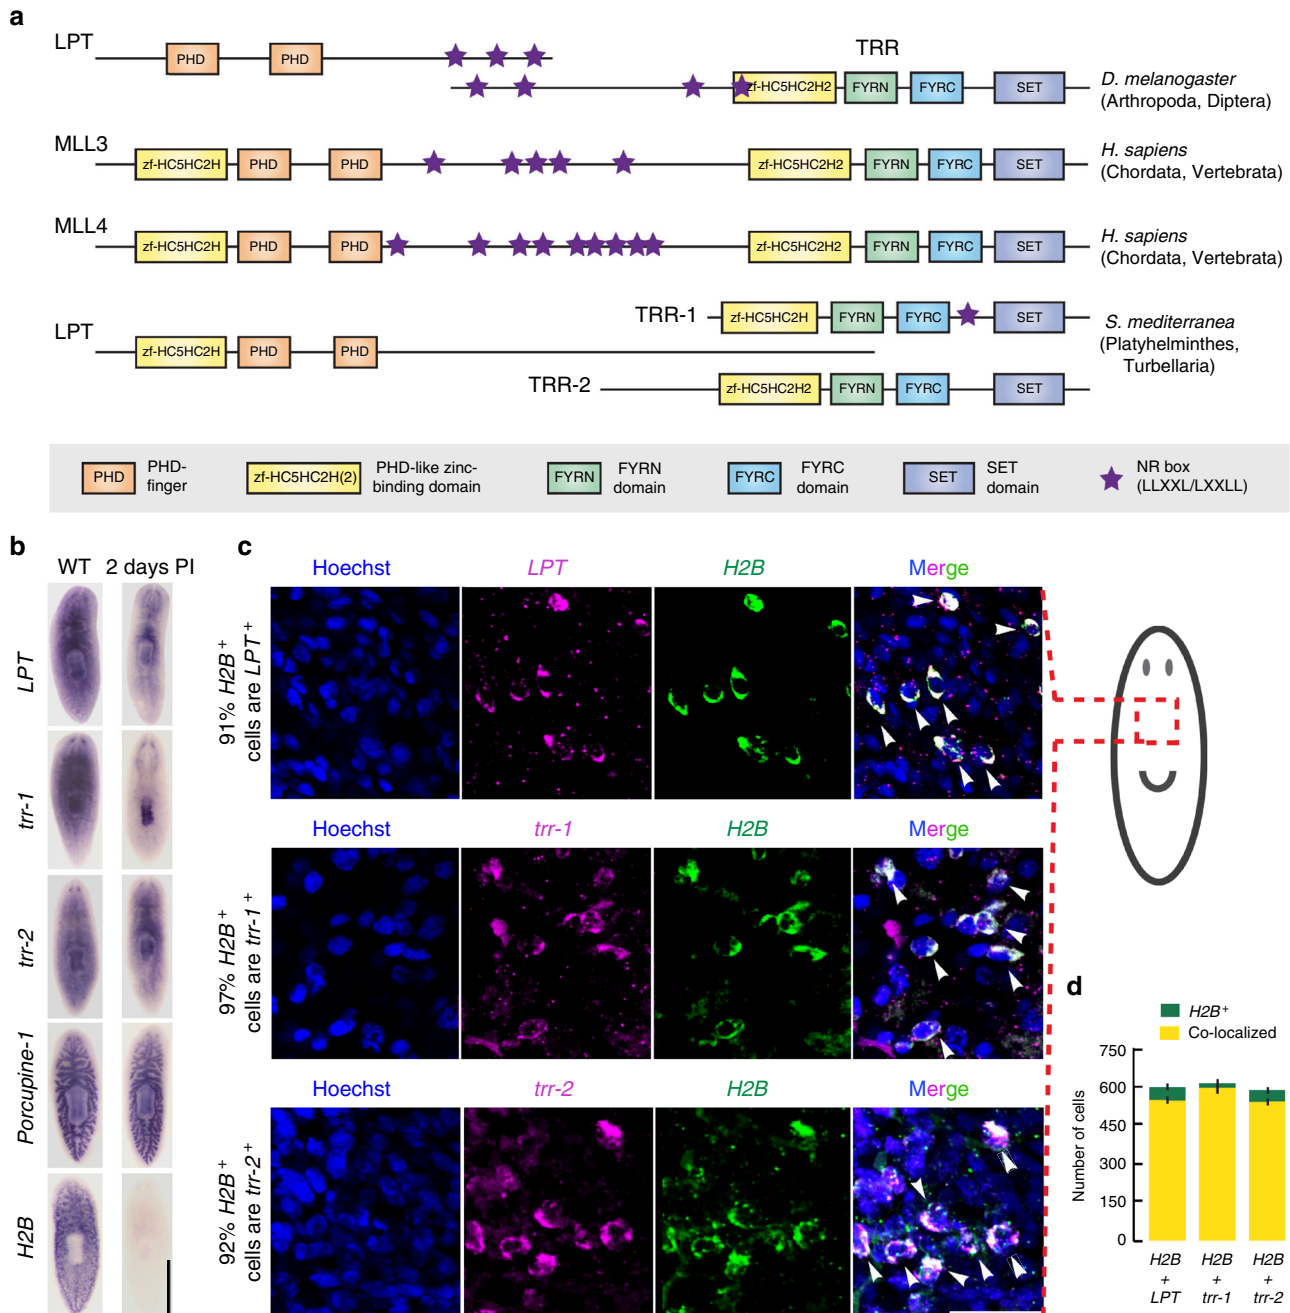 a
LPT
PHD
PHD
TRR
zf-HC5HC2H2
FYRN
FYRC
SET
D. melanogaster
(Arthropoda, Diptera)
MLL3
zf-HC5HC2H
PHD
PHD
zf-HC5HC2H2
FYRN
FYRC
SET
H. sapiens
(Chordata, Vertebrata)
MLL4
zf-HC5HC2H
PHD
PHD
zf-HC5HC2H2
FYRN
FYRC
SET
H. sapiens
(Chordata, Vertebrata)
TRR-1
zf-HC5HC2H
FYRN
FYRC
SET
LPT
zf-HC5HC2H
PHD
PHD
TRR-2
zf-HC5HC2H2
FYRN
FYRC
SET
S. mediterranea
(Platyhelminthes,
Turbellaria)
PHD
PHD-
finger
zf-HC5HC2H(2)
PHD-like zinc-
binding domain
FYRN
FYRN
domain
FYRC
FYRC
domain
SET
SET
domain
NR box
(LLXXL/LXXLL)
b
WT
2 days PI
LPT
trr-1
trr-2
Porcupine-1
H2B
c
Hoechst
LPT
H2B
Merge
91% H2B+
cells are LPT+
Hoechst
trr-1
H2B
Merge
97% H2B+
cells are trr-1+
Hoechst
trr-2
H2B
Merge
92% H2B+
cells are trr-2+
d
H2B+
Co-localized
Number of cells
750
600
450
300
150
0
H2B
+
LPT
H2B
+
trr-1
H2B
+
trr-2